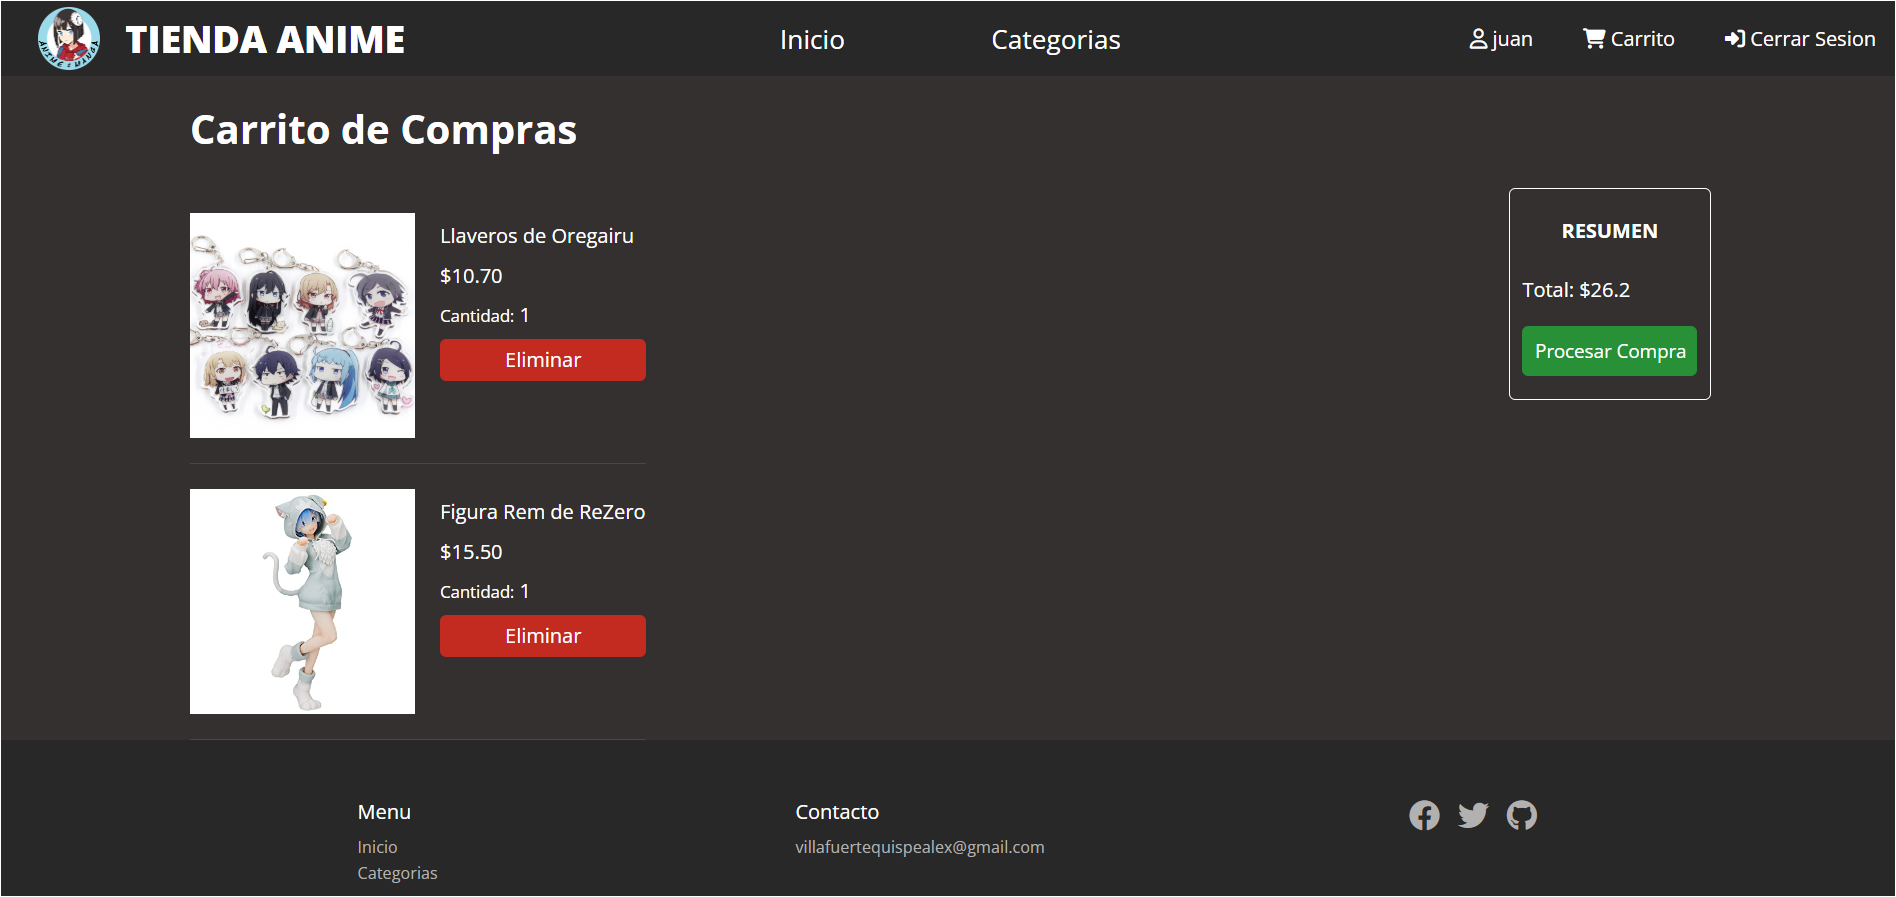 TIENDA ANIME
Inicio
Categorias
juan
Carrito
Cerrar Sesion
Carrito de Compras
Llaveros de Oregairu
$10.70
Cantidad: 1
Eliminar
Figura Rem de ReZero
$15.50
Cantidad: 1
Eliminar
RESUMEN
Total: $26.2
Procesar Compra
Menu
Inicio
Categorias
Contacto
villafuertequispealex@gmail.com